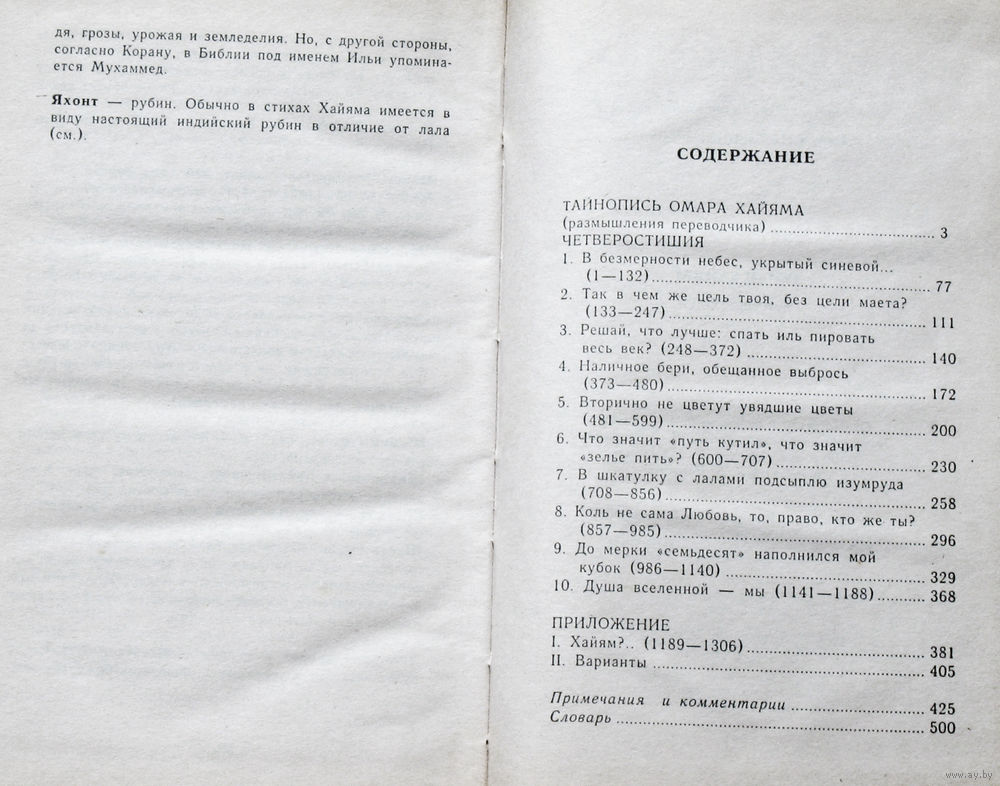 дя, грозы, урожая и земледелия. Но, с другой стороны,
согласно Корану, в Библии под именем Ильи упомина-
ется Мухаммед.
Яхонт — рубин. Обычно в стихах Хайяма имеется в
виду настоящий индийский рубин в отличие от лала
(см.).
СОДЕРЖАНИЕ
ТАЙНОПИСЬ ОМАРА ХАЙЯМА
(размышления переводчика) ........ 3
ЧЕТВЕРОСТИШИЯ
1. В безмерности небес, укрытый синевой...
(1—132) ........ 77
2. Так в чем же цель твоя, без цели маета?
(133—247) ........ 111
3. Решай, что лучше: спать иль пировать
весь век? (248—372) ........ 140
4. Наличное бери, обещанное выбрось
(373—480) ........ 172
5. Вторично не цветут увядшие цветы
(481—599) ........ 200
6. Что значит «путь кутил», что значит
«зелье пить»? (600—707) ........ 230
7. В шкатулку с лалами подсыплю изумруда
(708—856) ........ 258
8. Коль не сама Любовь, то, право, кто же ты?
(857—985) ........ 296
9. До мерки «семьдесят» наполнился мой
кубок (986—1140) ........ 329
10. Душа вселенной — мы (1141—1188) ........ 368
ПРИЛОЖЕНИЕ
I. Хайям?.. (1189—1306) ........ 381
II. Варианты ........ 405
Примечания и комментарии ........ 425
Словарь ........ 500
www.ay.by